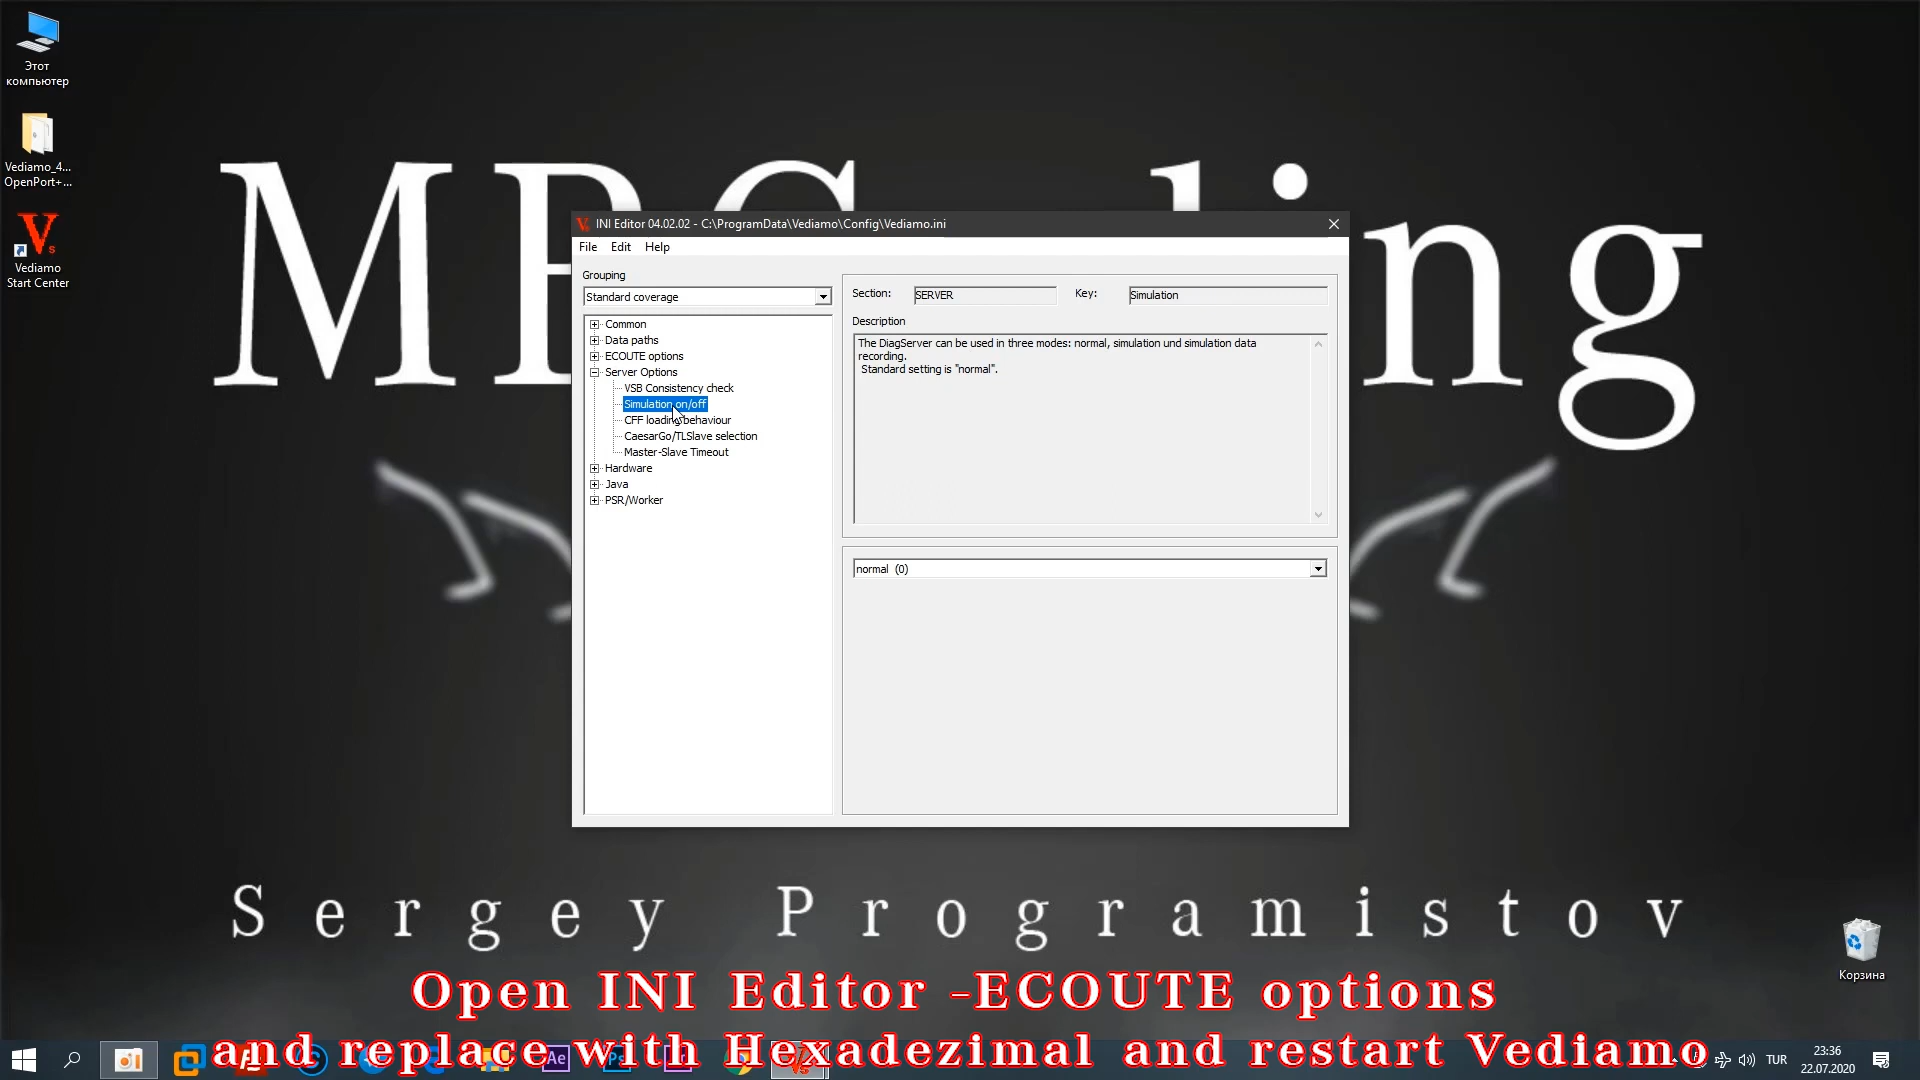 Этот
компьютер
Vediamo_4...
OpenPort+...
Vediamo
Start Center
INI Editor 04.02.02 - C:\ProgramData\Vediamo\Config\Vediamo.ini
File Edit Help
Grouping
Standard coverage
Common
Data paths
ECOUTE options
Server Options
VSB Consistency check
Simulation on/off
CFF loading behaviour
CaesarGo/TLSlave selection
Master-Slave Timeout
Hardware
Java
PSR/Worker
Section: SERVER Key: Simulation
Description
The DiagServer can be used in three modes: normal, simulation und simulation data
recording.
Standard setting is "normal".
normal (0)
Sergey Programistov
Корзина
Open INI Editor -ECOUTE options
and replace with Hexadezimal and restart Vediamo
Ae
TUR
23:36
22.07.2020